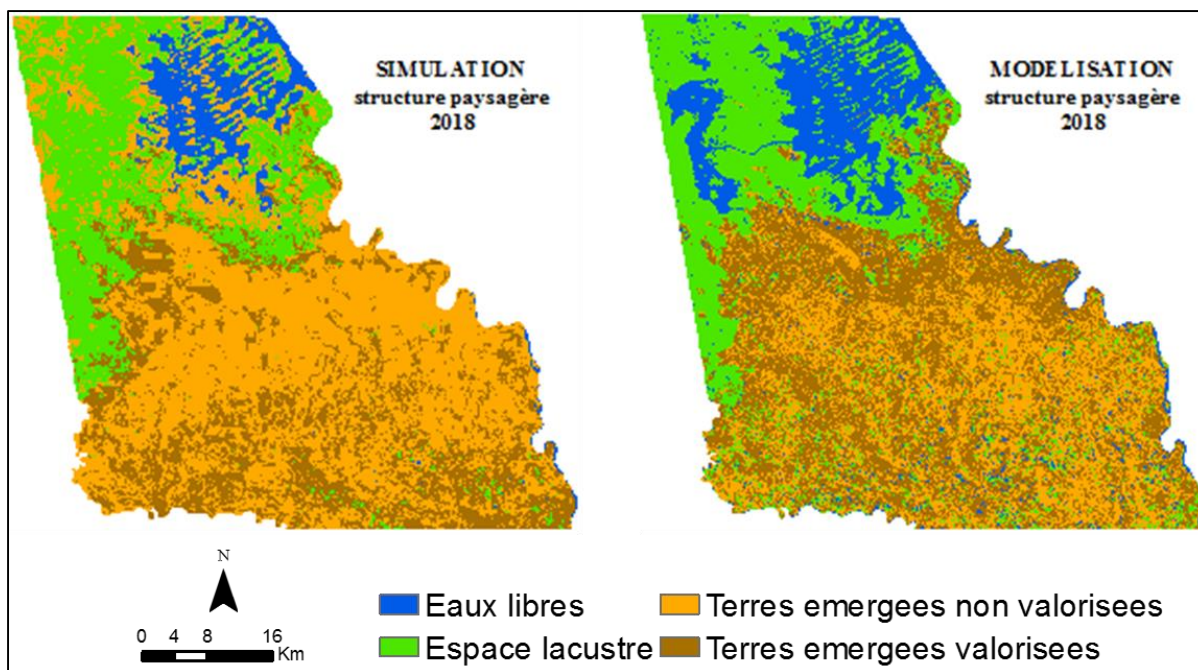 SIMULATION
structure paysagère
2018
MODELISATION
structure paysagère
2018
N
0 4 8 16
Km
Eaux libres
Terres emergees non valorisees
Espace lacustre
Terres emergees valorisees